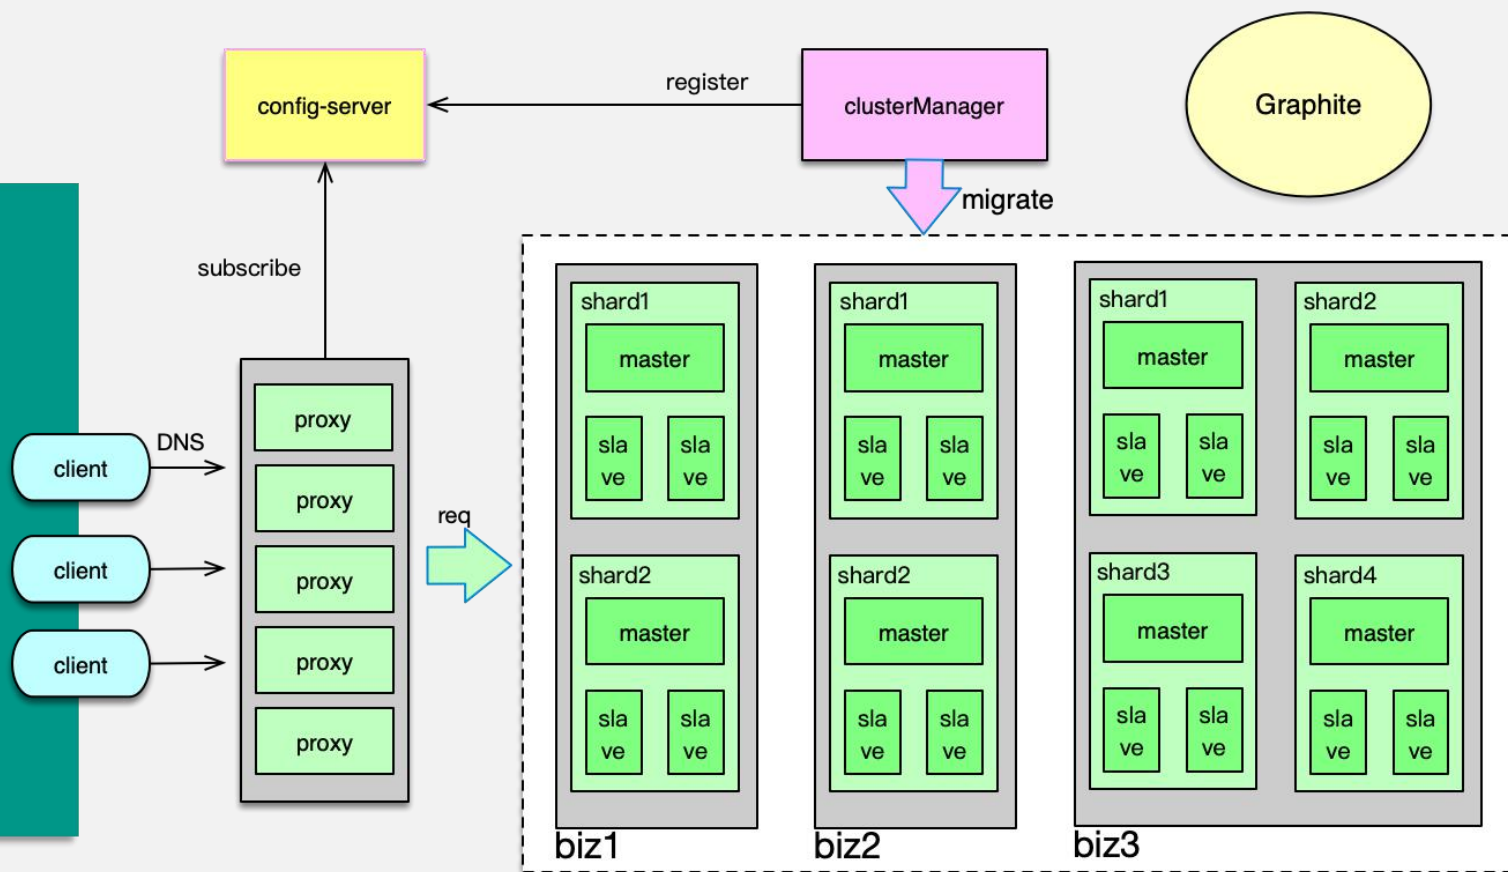 config-server
register
clusterManager
Graphite
migrate
subscribe
DNS
client
client
client
proxy
proxy
proxy
proxy
proxy
req
shard1
master
sla
ve
sla
ve
shard2
master
sla
ve
sla
ve
biz1
shard1
master
sla
ve
sla
ve
shard2
master
sla
ve
sla
ve
biz2
shard1
master
sla
ve
sla
ve
shard2
master
sla
ve
sla
ve
shard3
master
sla
ve
sla
ve
shard4
master
sla
ve
sla
ve
biz3